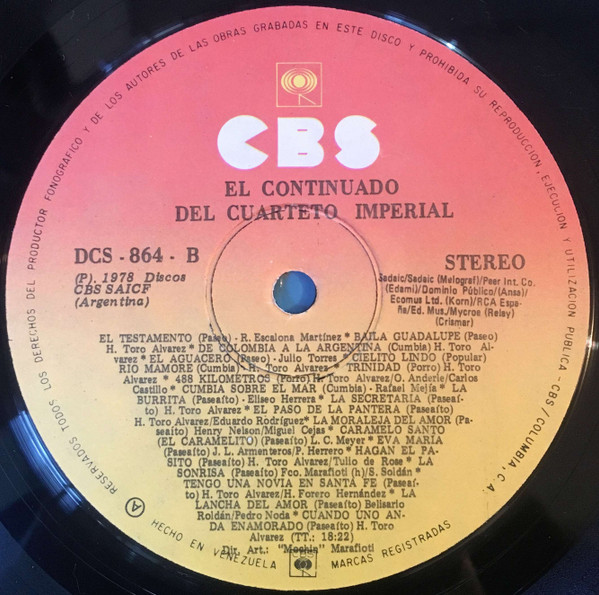 RESERVADOS TODOS LOS DERECHOS DEL PRODUCTOR FONOGRAFICO Y DE LOS AUTORES DE LAS OBRAS GRABADAS EN ESTE DISCO Y PROHIBIDA SU REPRODUCCION, EJECUCION Y UTILIZACION PUBLICA - CBS/COLUMBIA, C.A.
CBS
EL CONTINUADO
DEL CUARTETO IMPERIAL
DCS - 864 - B
(P). 1978 Discos
CBS SAICF
(Argentina)
STEREO
Sadaic/Sadaic (Melograf)/Peer Int. Co.
(Edami)/Dominio Público/(Ansa)/
Ecomus Ltd. (Korn)/RCA Espa-
ña/Ed. Mus./Mycroe (Relay)
(Crismar)
EL TESTAMENTO (Paseo) - R. Escalona Martínez* BAILA GUADALUPE (Paseo)
H. Toro Alvarez* DE COLOMBIA A LA ARGENTINA (Cumbia) H. Toro Al-
varez* EL AGUACERO (Paseo) - Julio Torres* CIELITO LINDO (Popular)
RIO MAMORE (Cumbia) H. Toro Alvarez* TRINIDAD (Porro) H. Toro
Alvarez * 488 KILOMETROS (Porro) H. Toro Alvarez/O. Anderle/Carlos
Castillo* CUMBIA SOBRE EL MAR (Cumbia) - Rafael Mejía* LA
BURRITA (Paseaíto) - Eliseo Herrera* LA SECRETARIA (Paseaí-
to) H. Toro Alvarez* EL PASO DE LA PANTERA (Paseaíto)
H. Toro Alvarez/Eduardo Rodríguez* LA MORALEJA DEL AMOR (Pa-
seaíto) Henry Nelson/Miguel Cejas* CARAMELO SANTO
(EL CARAMELITO) (Paseaíto) L. C. Meyer* EVA MARIA
(Paseaíto) J. L. Armenteros/P. Herrero* HAGAN EL PA-
SITO (Paseaíto) H. Toro Alvarez/Tulio de Rose* LA
SONRISA (Paseaíto) Fco. Marafioti (h)/S. Soldán*
TENGO UNA NOVIA EN SANTA FE (Paseaí-
to) H. Toro Alvarez/H. Forero Hernández* LA
LANCHA DEL AMOR (Paseaíto) Belisario
Roldán/Pedro Noda* CUANDO UNO AN-
DA ENAMORADO (Paseaíto) H. Toro
Alvarez (TT.: 18:22)
Dir. Art.: "Mochin" Marafioti
A
HECHO EN VENEZUELA
CBS
MARCAS REGISTRADAS